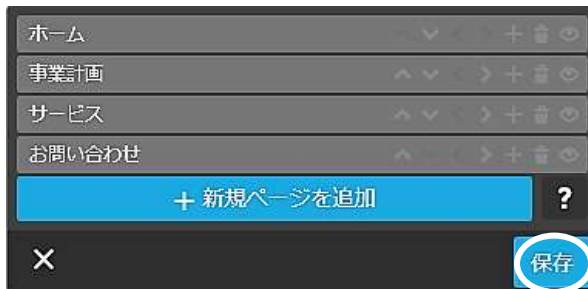 ホーム
事業計画
サービス
お問い合わせ
+ 新規ページを追加 ?
× 保存